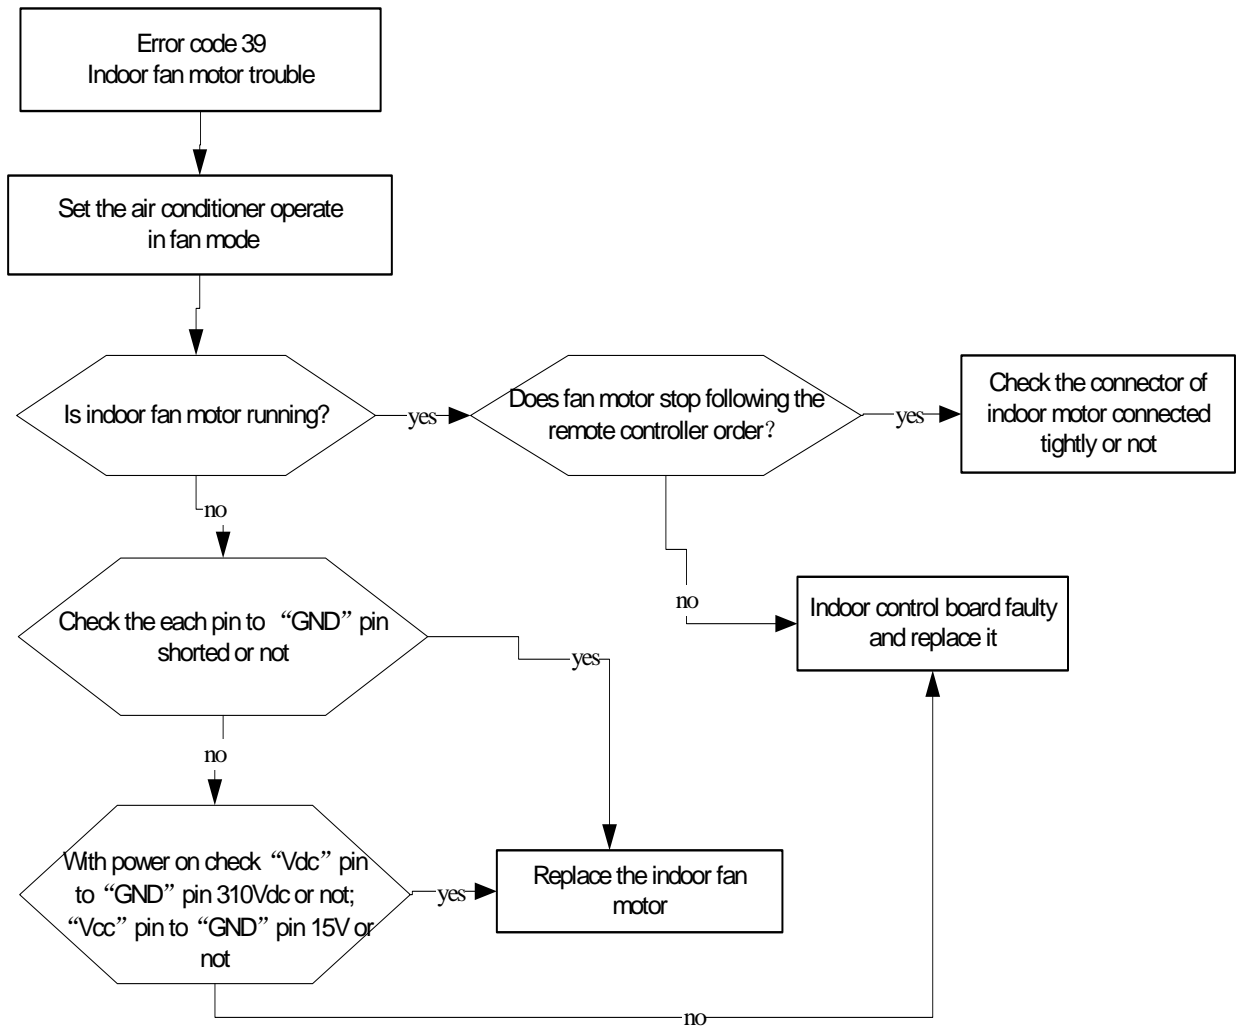 Error code 39
Indoor fan motor trouble
Set the air conditioner operate
in fan mode
Is indoor fan motor running?
yes
Does fan motor stop following the
remote controller order？
yes
Check the connector of
indoor motor connected
tightly or not
no
no
Indoor control board faulty
and replace it
Check the each pin to “GND” pin
shorted or not
yes
no
With power on check “Vdc” pin
to “GND” pin 310Vdc or not;
“Vcc” pin to “GND” pin 15V or
not
yes
Replace the indoor fan
motor
no